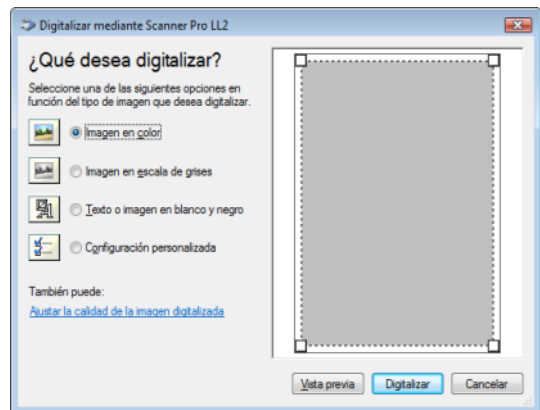 Digitalizar mediante Scanner Pro LL2
¿Qué desea digitalizar?
Seleccione una de las siguientes opciones en
función del tipo de imagen que desea digitalizar.
Imagen en color
Imagen en escala de grises
Texto o imagen en blanco y negro
Configuración personalizada
También puede:
Ajustar la calidad de la imagen digitalizada
Vista previa
Digitalizar
Cancelar